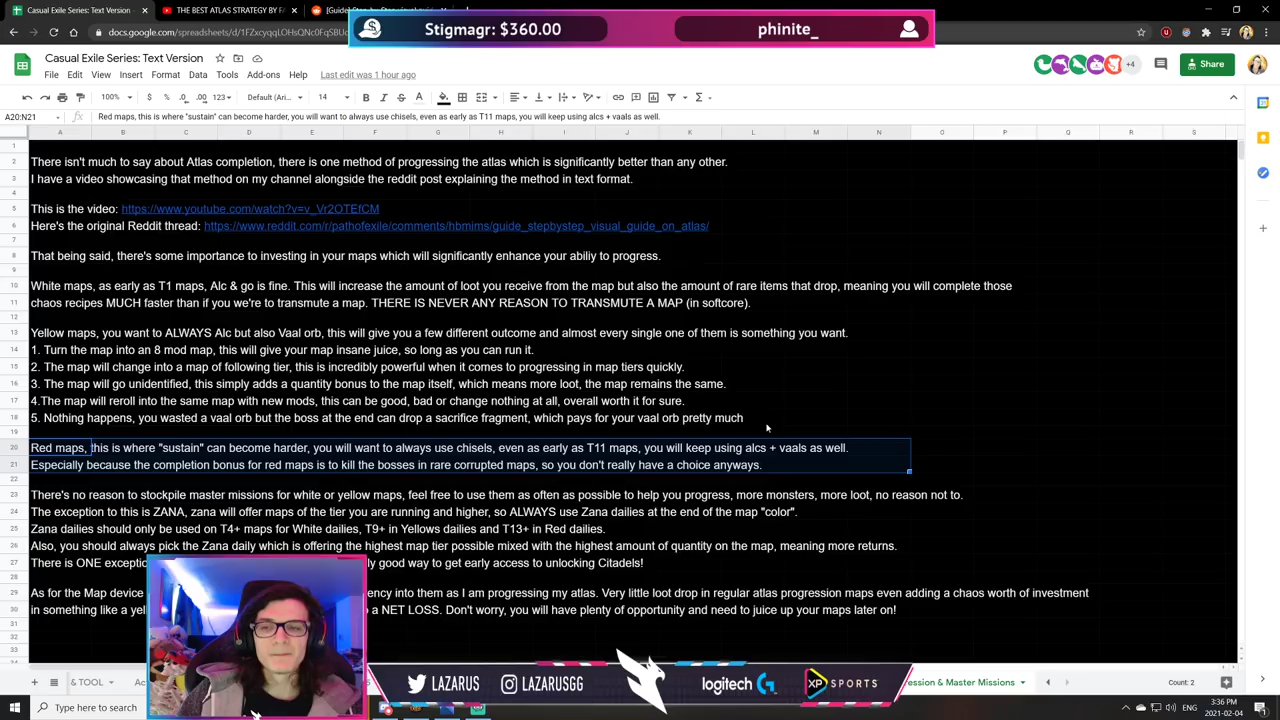 Casual Exile Series: Text Version
THE BEST ATLAS STRATEGY BY
docs.google.com/spreadsheets/
Stigmagr: $360.00
phinite_
Casual Exile Series: Text Version
File Edit View Insert Format Data Tools Add-ons Help Last edit was 1 hour ago
+4
Share
100% $ % .0 .00 123 Default (Ari... 14
A20:N21
Red maps, this is where "sustain" can become harder, you will want to always use chisels, even as early as T11 maps, you will keep using alcs + vaals as well.
A B C D E F G H I J K L M N O P Q R S
There isn't much to say about Atlas completion, there is one method of progressing the atlas which is significantly better than any other.
I have a video showcasing that method on my channel alongside the reddit post explaining the method in text format.
This is the video: https://www.youtube.com/watch?v=v_Vr2OTEfCM
Here's the original Reddit thread: https://www.reddit.com/r/pathofexile/comments/hbmims/guide_stepbystep_visual_guide_on_atlas/
That being said, there's some importance to investing in your maps which will significantly enhance your abiliy to progress.
White maps, as early as T1 maps, Alc & go is fine. This will increase the amount of loot you receive from the map but also the amount of rare items that drop, meaning you will complete those
chaos recipes MUCH faster than if you we're to transmute a map. THERE IS NEVER ANY REASON TO TRANSMUTE A MAP (in softcore).
Yellow maps, you want to ALWAYS Alc but also Vaal orb, this will give you a few different outcome and almost every single one of them is something you want.
1. Turn the map into an 8 mod map, this will give your map insane juice, so long as you can run it.
2. The map will change into a map of following tier, this is incredibly powerful when it comes to progressing in map tiers quickly.
3. The map will go unidentified, this simply adds a quantity bonus to the map itself, which means more loot, the map remains the same.
4.The map will reroll into the same map with new mods, this can be good, bad or change nothing at all, overall worth it for sure.
5. Nothing happens, you wasted a vaal orb but the boss at the end can drop a sacrifice fragment, which pays for your vaal orb pretty much
Red maps, this is where "sustain" can become harder, you will want to always use chisels, even as early as T11 maps, you will keep using alcs + vaals as well.
Especially because the completion bonus for red maps is to kill the bosses in rare corrupted maps, so you don't really have a choice anyways.
There's no reason to stockpile master missions for white or yellow maps, feel free to use them as often as possible to help you progress, more monsters, more loot, no reason not to.
The exception to this is ZANA, zana will offer maps of the tier you are running and higher, so ALWAYS use Zana dailies at the end of the map "color".
Zana dailies should only be used on T4+ maps for White dailies, T9+ in Yellows dailies and T13+ in Red dailies.
Also, you should always pick the Zana daily which is offering the highest map tier possible mixed with the highest amount of quantity on the map, meaning more returns.
There is ONE exceptio ly good way to get early access to unlocking Citadels!
As for the Map device ency into them as I am progressing my atlas. Very little loot drop in regular atlas progression maps even adding a chaos worth of investment
in something like a yel a NET LOSS. Don't worry, you will have plenty of opportunity and need to juice up your maps later on!
& TOOL
LAZARUS
LAZARUSGG
logitech G
XP SPORTS
ession & Master Missions
Count: 2
Type here to search
ENG
3:36 PM
2021-02-04